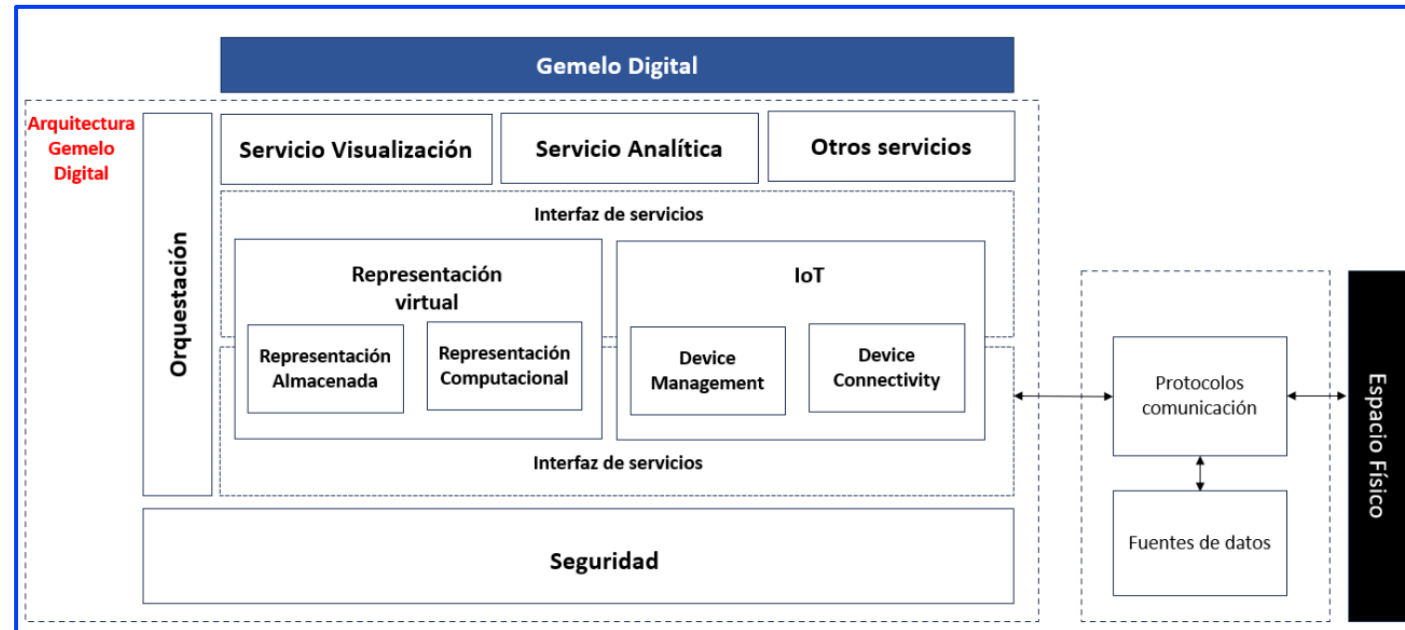 Gemelo Digital
Arquitectura
Gemelo
Digital
Orquestación
Servicio Visualización
Servicio Analítica
Otros servicios
Interfaz de servicios
Representación
virtual
Representación
Almacenada
Representación
Computacional
IoT
Device
Management
Device
Connectivity
Interfaz de servicios
Seguridad
Protocolos
comunicación
Fuentes de datos
Espacio Físico